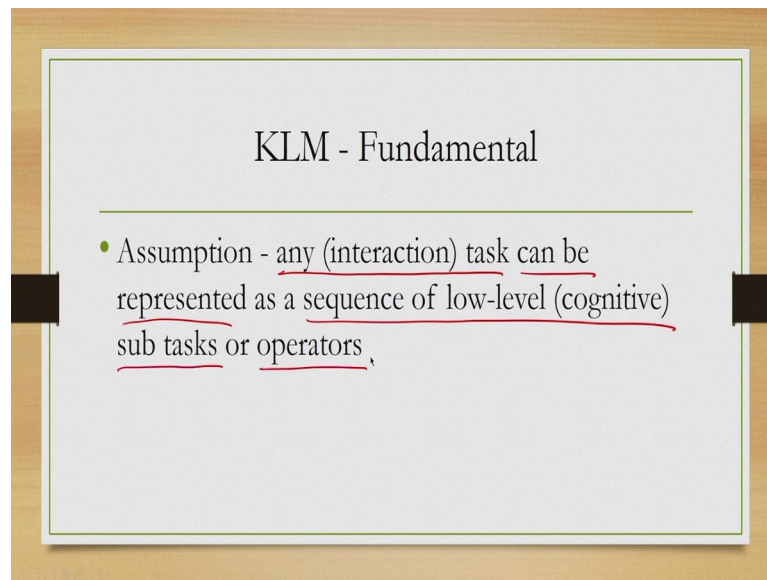 KLM - Fundamental
Assumption - any (interaction) task can be
represented as a sequence of low-level (cognitive)
sub tasks or operators